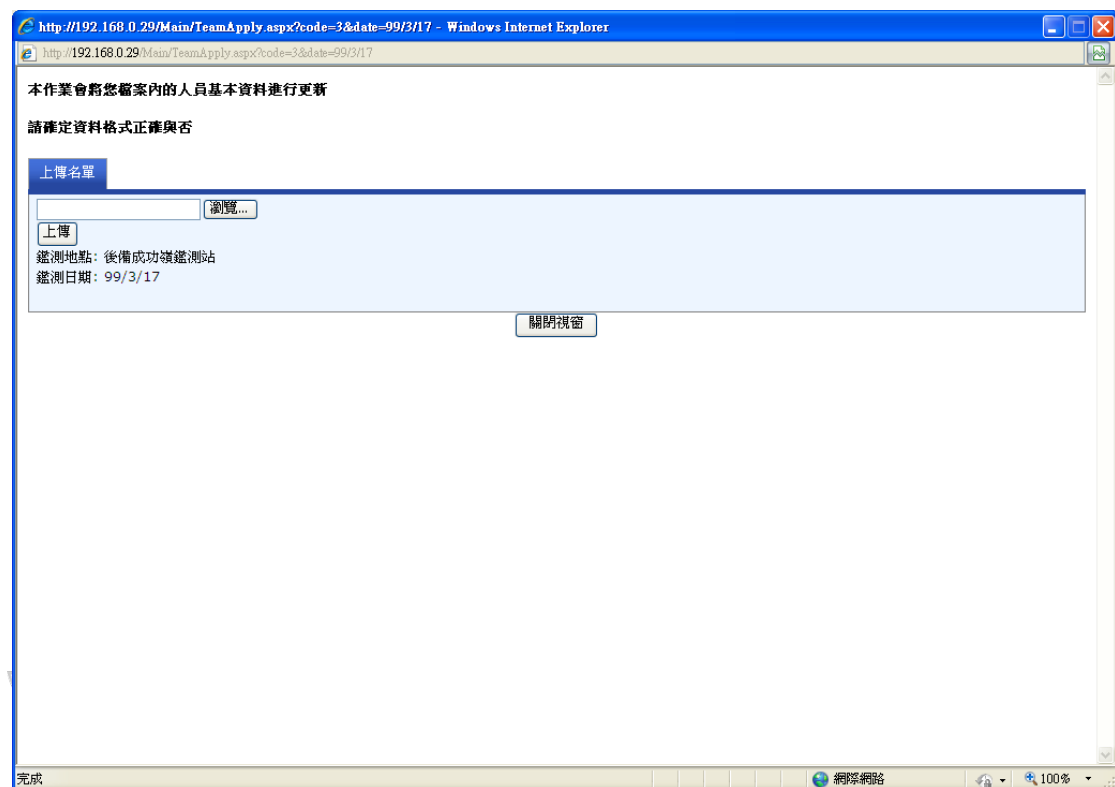 http://192.168.0.29/Main/TeamApply.aspx?code=3&date=99/3/17 - Windows Internet Explorer
http://192.168.0.29/Main/TeamApply.aspx?code=3&date=99/3/17
本作業會將您檔案內的人員基本資料進行更新
請確定資料格式正確與否
上傳名單
瀏覽...
上傳
鑑測地點: 後備成功嶺鑑測站
鑑測日期: 99/3/17
關閉視窗
完成 網際網路 100%